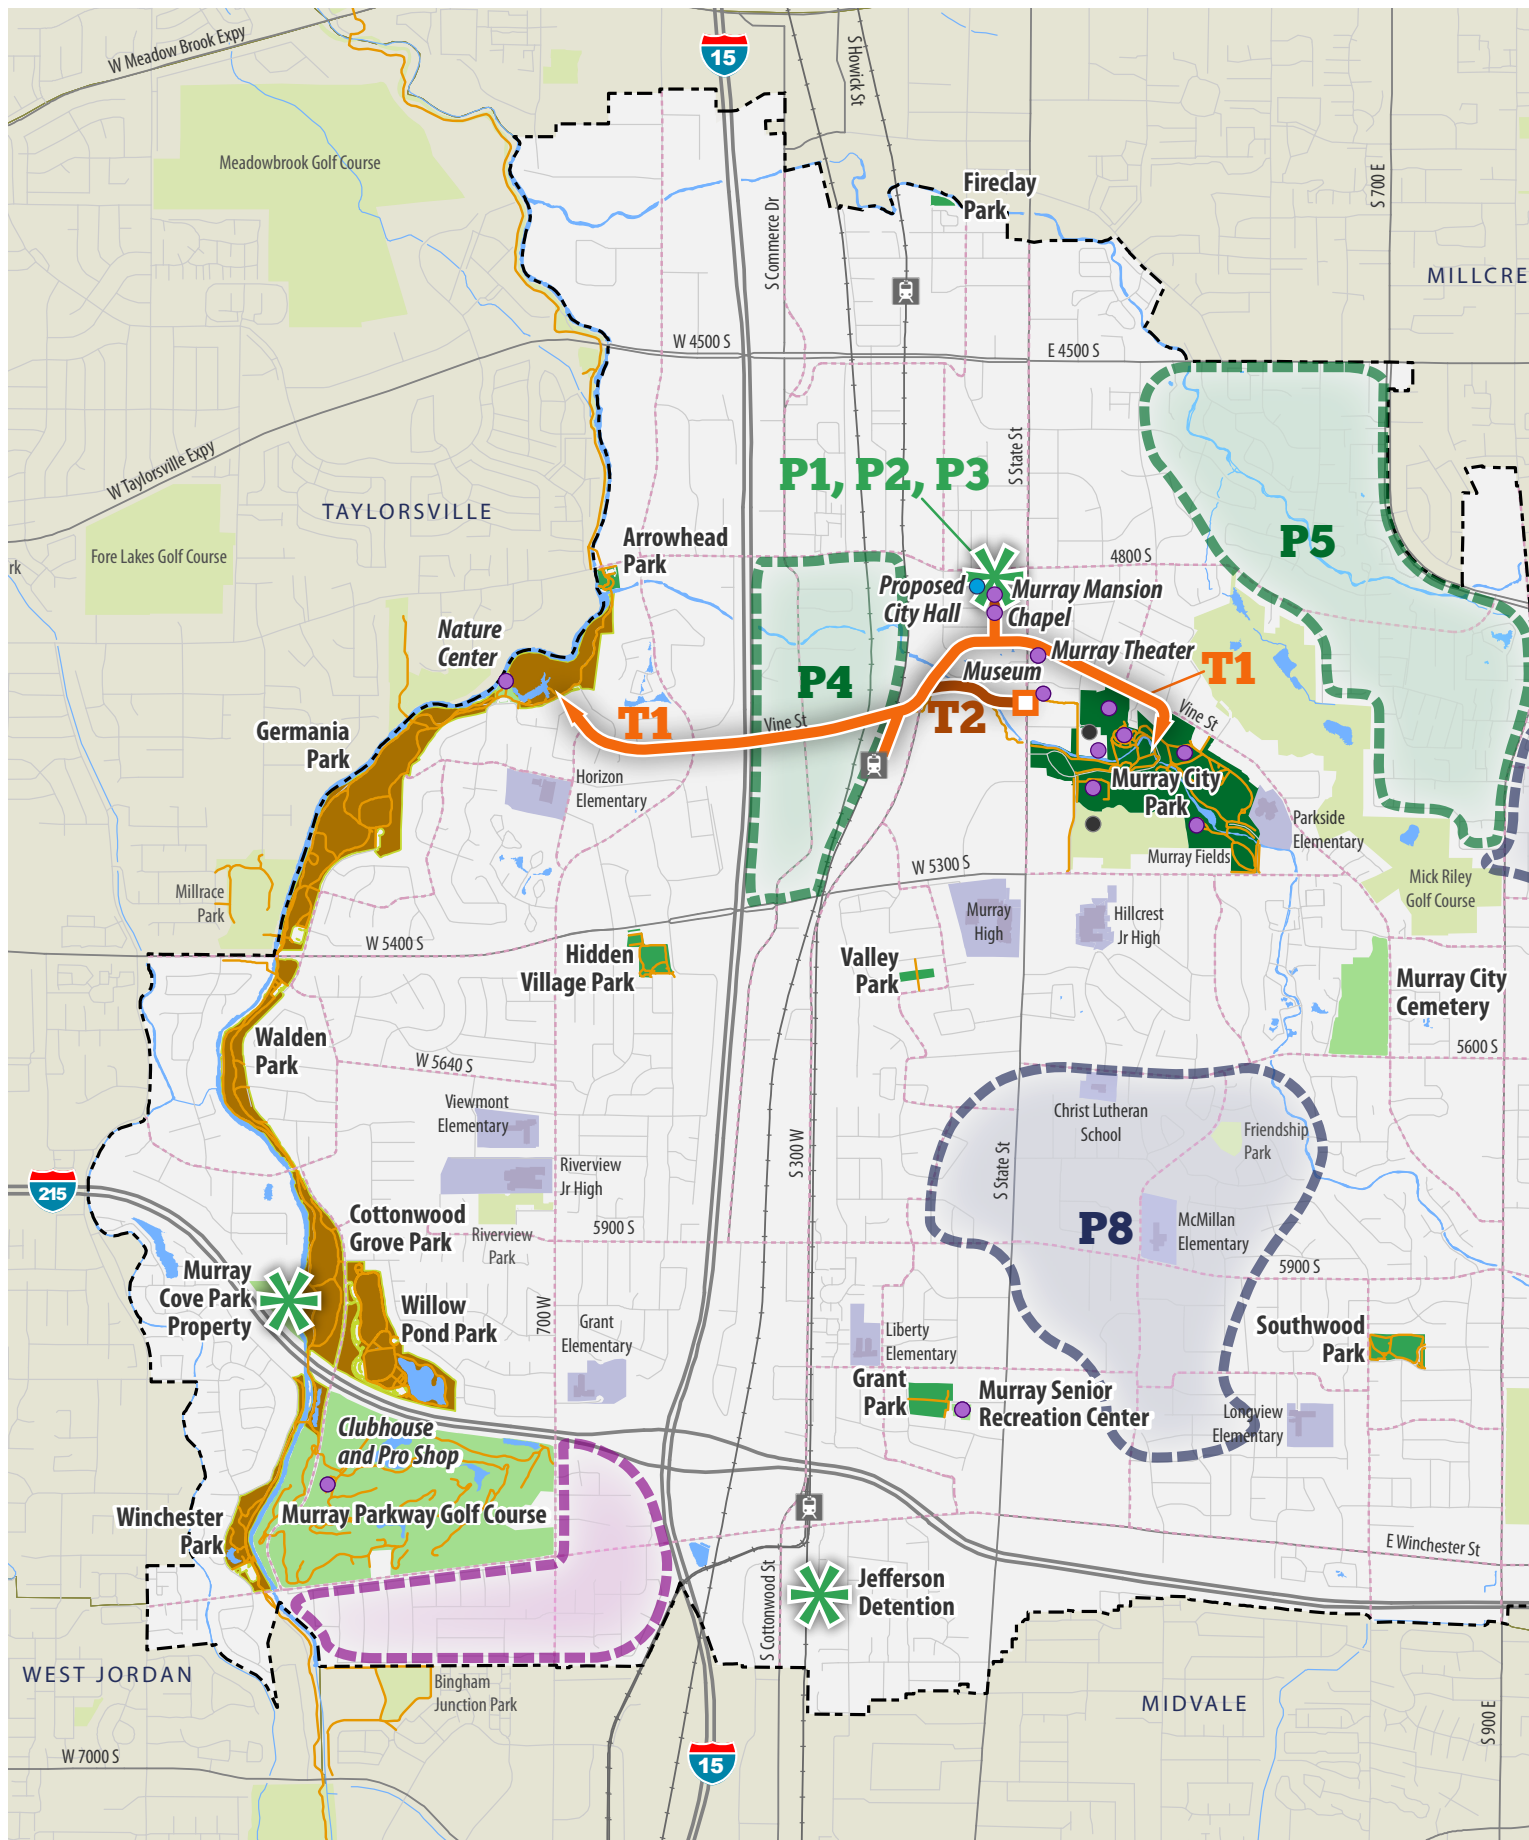 W Meadow Brook Expy
15
S Howick St
Meadowbrook Golf Course
Fireclay
Park
S 700 E
S Commerce Dr
MILLCRE
W 4500 S
E 4500 S
S State St
W Taylorsville Expy
P1, P2, P3
TAYLORSVILLE
Fore Lakes Golf Course
rk
Arrowhead
Park
4800 S
P5
Proposed
City Hall
Murray Mansion
Chapel
Nature
Center
Murray Theater
Museum
T1
P4
T1
Vine St
T2
Vine St
Germania
Park
Horizon
Elementary
Murray City
Park
Parkside
Elementary
Murray Fields
W 5300 S
Mick Riley
Golf Course
Millrace
Park
W 5400 S
Murray
High
Hillcrest
Jr High
Hidden
Village Park
Valley
Park
Murray City
Cemetery
Walden
Park
5600 S
W 5640 S
Viewmont
Elementary
Christ Lutheran
School
Friendship
Park
S 300 W
S State St
Riverview
Jr High
215
Cottonwood
Grove Park
Riverview
Park
5900 S
P8
McMillan
Elementary
5900 S
Murray
Cove Park
Property
Willow
Pond Park
700 W
Grant
Elementary
Liberty
Elementary
Southwood
Park
Grant
Park
Murray Senior
Recreation Center
Longview
Elementary
Clubhouse
and Pro Shop
Murray Parkway Golf Course
Winchester
Park
E Winchester St
S Cottonwood St
Jefferson
Detention
WEST JORDAN
Bingham
Junction Park
MIDVALE
S 900 E
W 7000 S
15